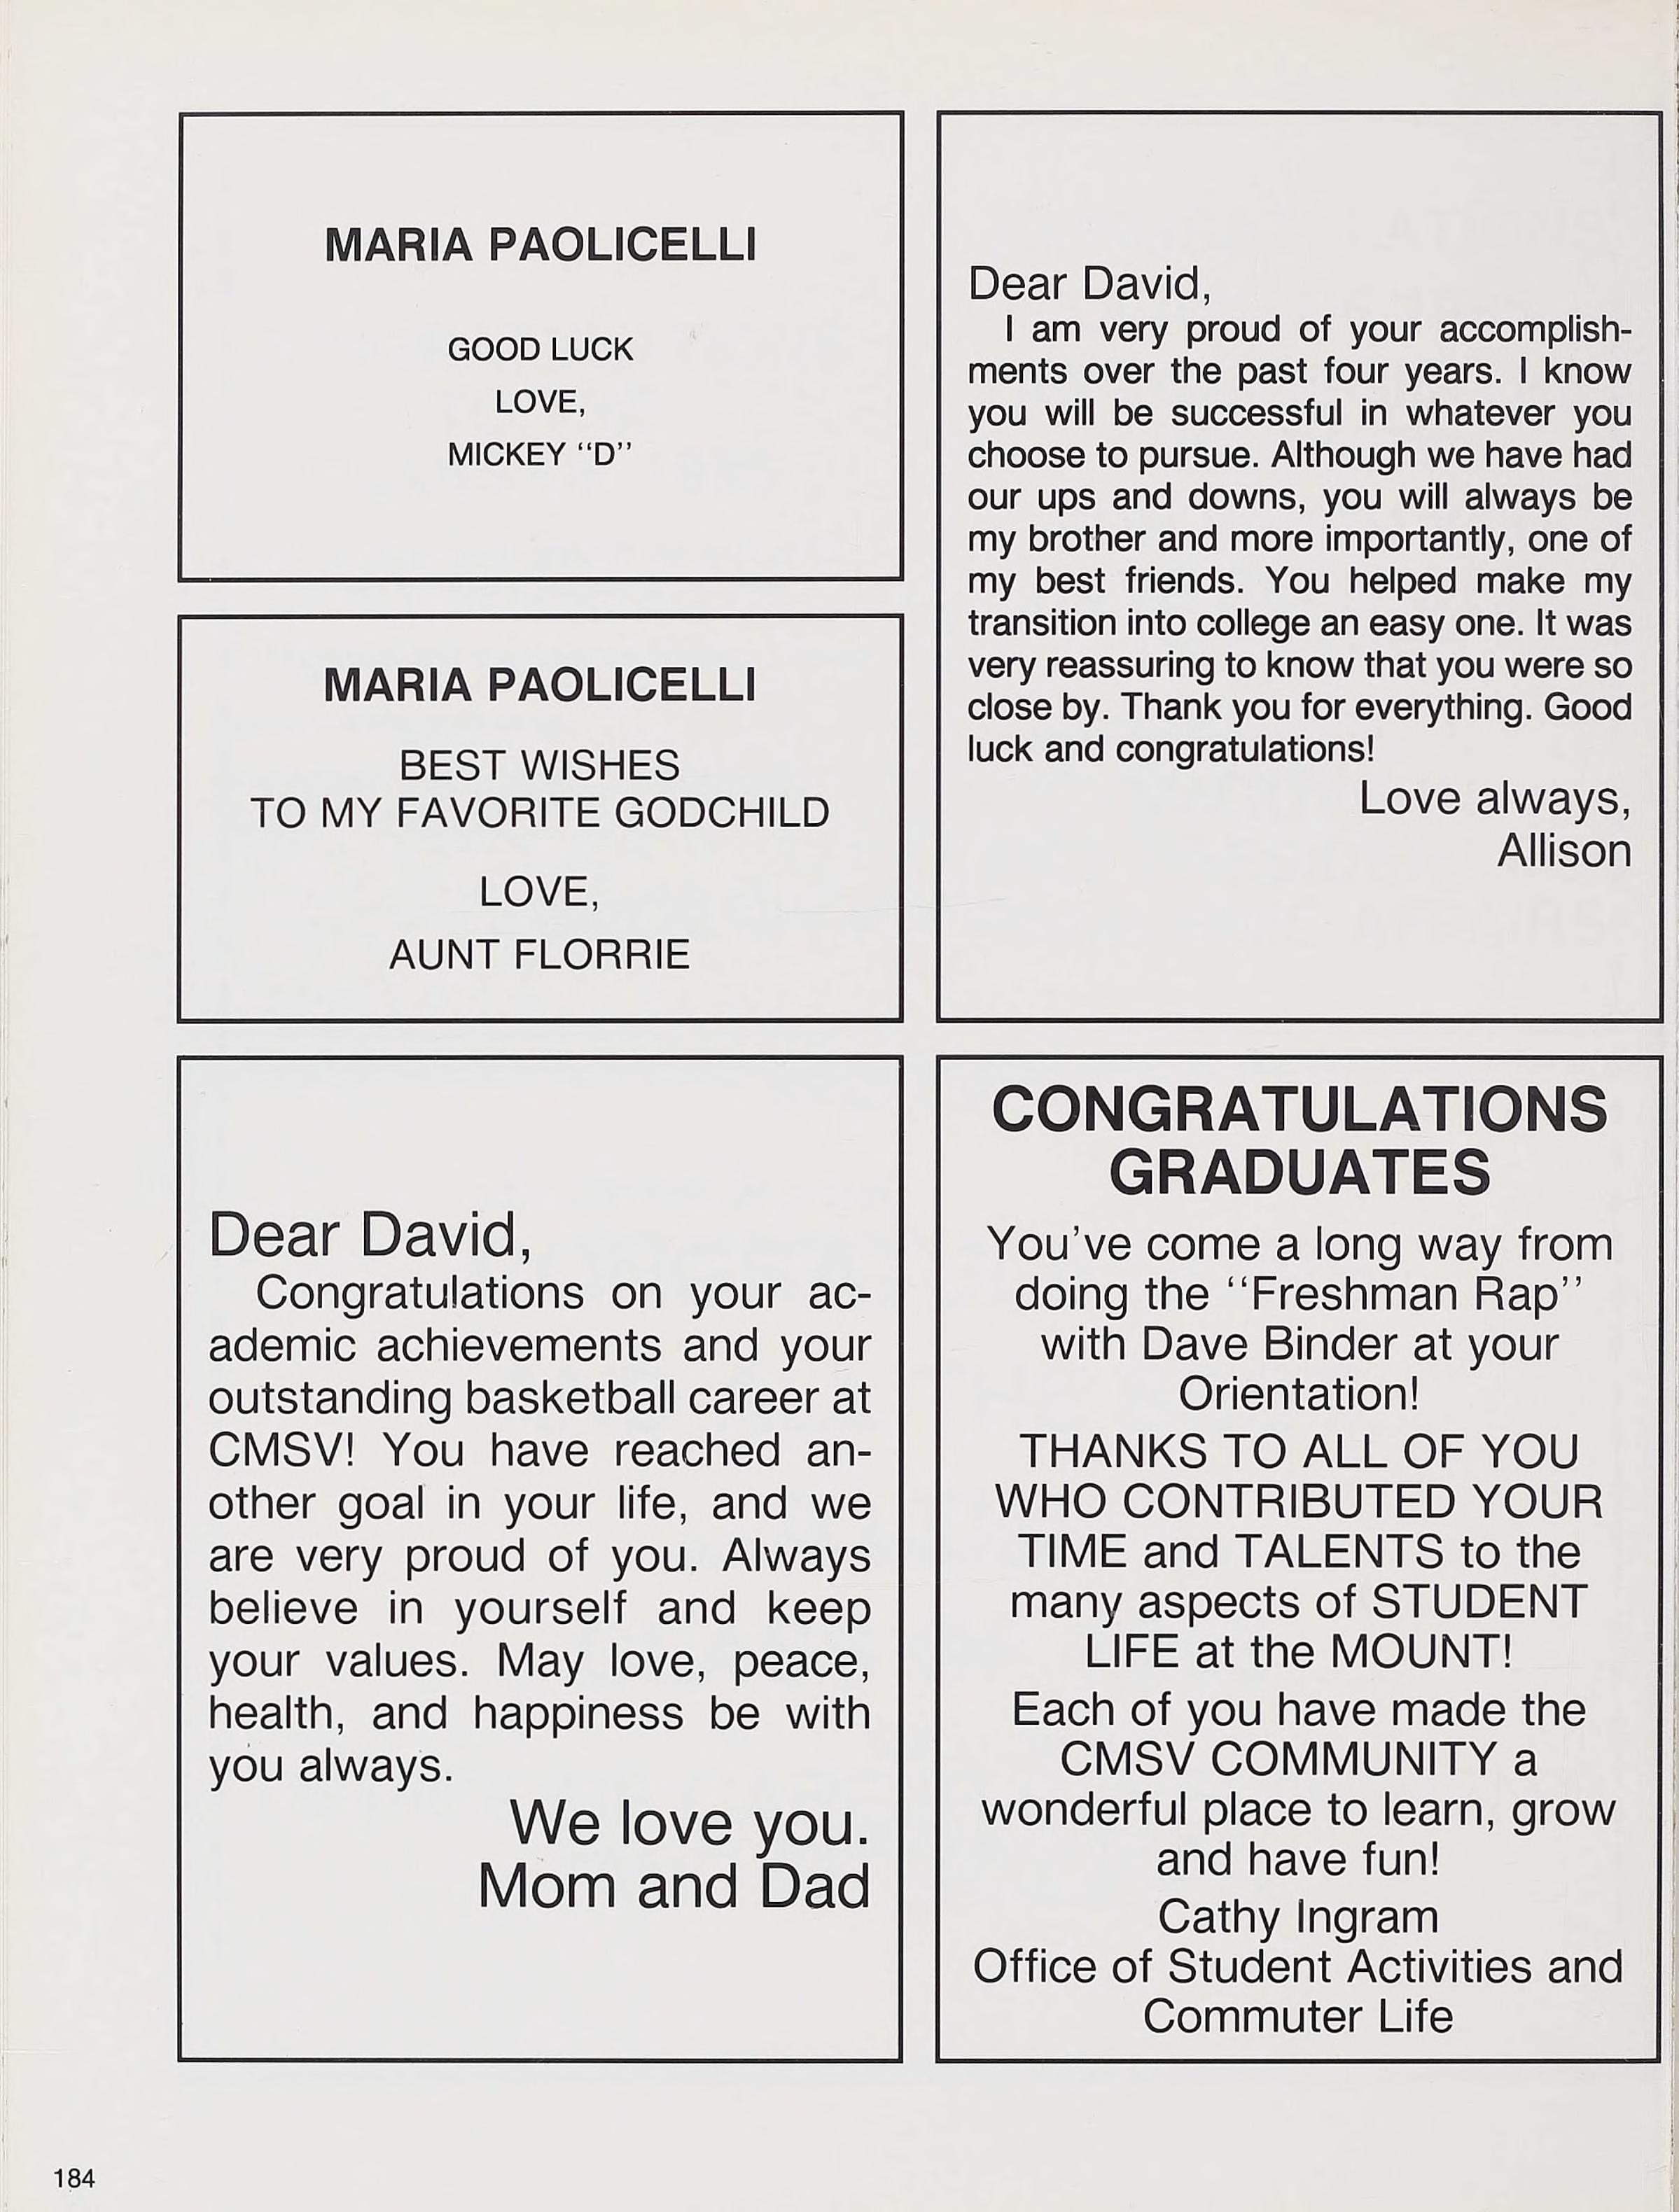 MARIA PAOLICELLI
GOOD LUCK
LOVE,
MICKEY "D"
MARIA PAOLICELLI
BEST WISHES
TO MY FAVORITE GODCHILD
LOVE,
AUNT FLORRIE
Dear David,
I am very proud of your accomplish-
ments over the past four years. I know
you will be successful in whatever you
choose to pursue. Although we have had
our ups and downs, you will always be
my brother and more importantly, one of
my best friends. You helped make my
transition into college an easy one. It was
very reassuring to know that you were so
close by. Thank you for everything. Good
luck and congratulations!
Love always,
Allison
Dear David,
Congratulations on your ac-
ademic achievements and your
outstanding basketball career at
CMSV! You have reached an-
other goal in your life, and we
are very proud of you. Always
believe in yourself and keep
your values. May love, peace,
health, and happiness be with
you always.
We love you.
Mom and Dad
CONGRATULATIONS
GRADUATES
You've come a long way from
doing the "Freshman Rap"
with Dave Binder at your
Orientation!
THANKS TO ALL OF YOU
WHO CONTRIBUTED YOUR
TIME and TALENTS to the
many aspects of STUDENT
LIFE at the MOUNT!
Each of you have made the
CMSV COMMUNITY a
wonderful place to learn, grow
and have fun!
Cathy Ingram
Office of Student Activities and
Commuter Life
184